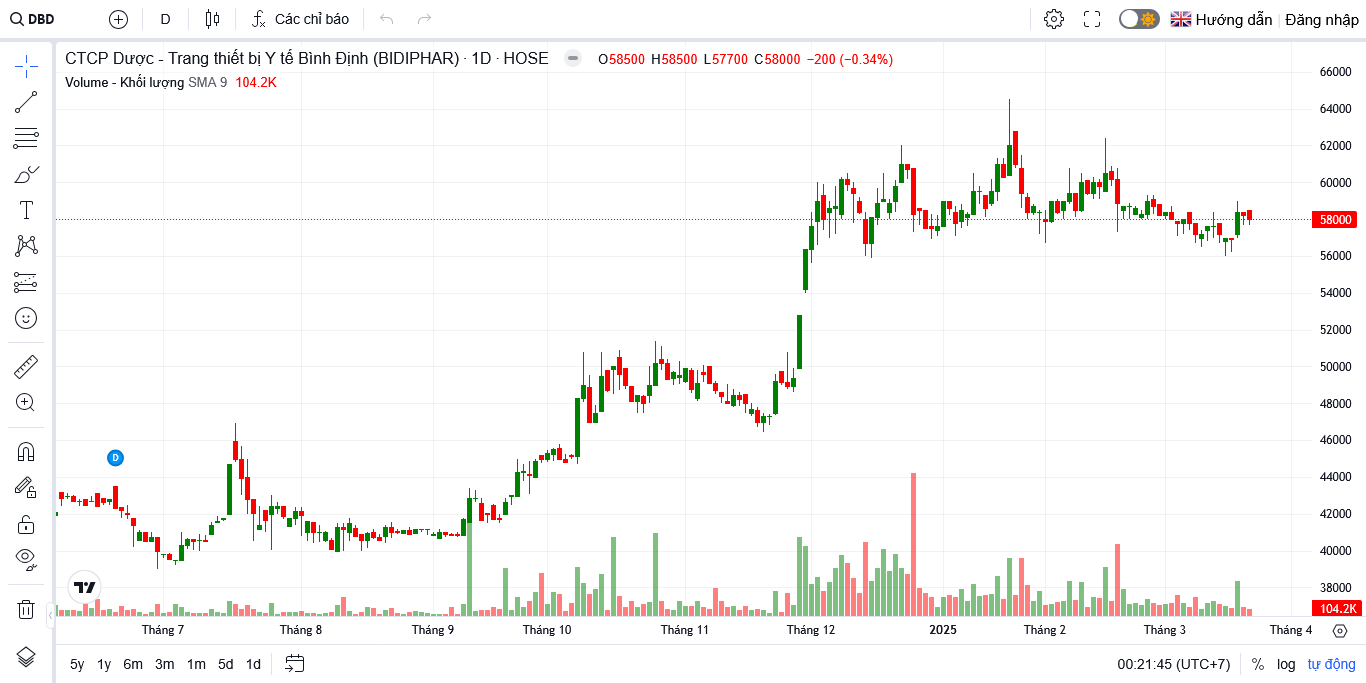 DBD D Các chỉ báo Hướng dẫn Đăng nhập
CTCP Dược - Trang thiết bị Y tế Bình Định (BIDIPHAR) · 1D · HOSE O58500 H58500 L57700 C58000 −200 (−0.34%)
Volume - Khối lượng SMA 9 104.2K
66000
64000
62000
60000
58000
56000
54000
52000
50000
48000
46000
D
44000
42000
40000
38000
104.2K
Tháng 7 Tháng 8 Tháng 9 Tháng 10 Tháng 11 Tháng 12 2025 Tháng 2 Tháng 3 Tháng 4
5y 1y 6m 3m 1m 5d 1d 00:21:45 (UTC+7) % log tự động